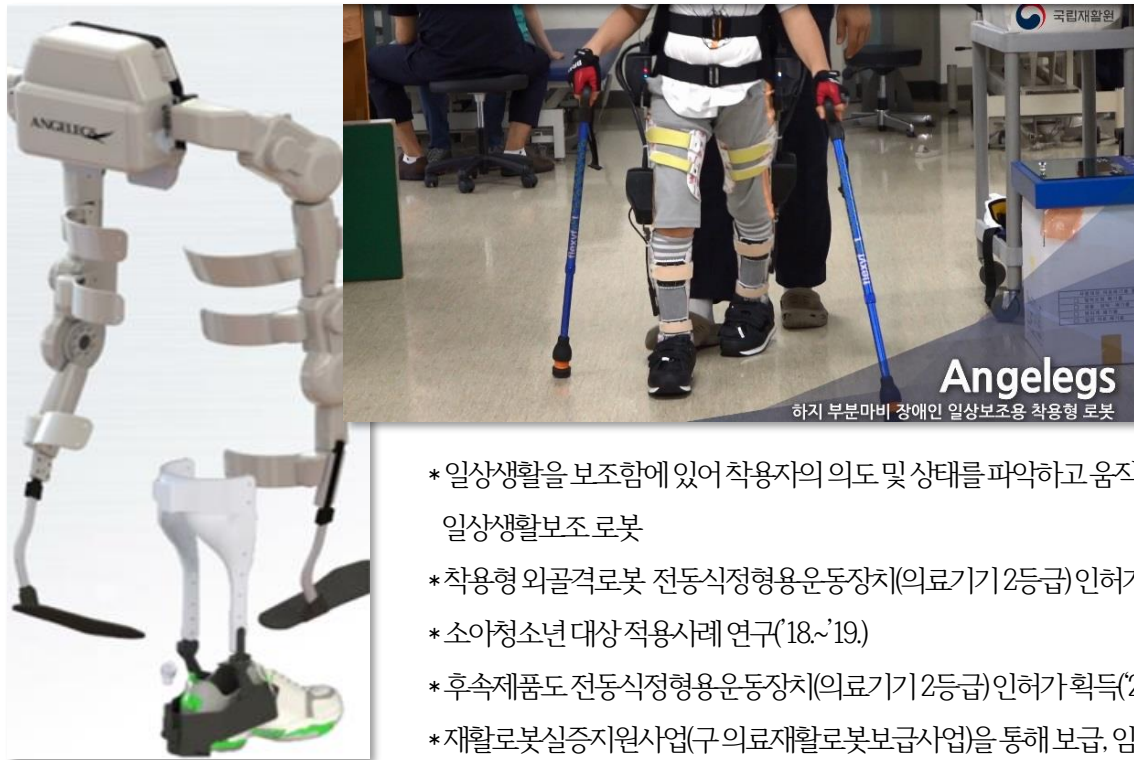 ANGELEGS
국립재활원
flexyf
flexyf
Angelegs
하지 부분마비 장애인 일상보조용 착용형 로봇
* 일상생활을 보조함에 있어 착용자의 의도 및 상태를 파악하고
일상생활보조 로봇
* 착용형 외골격로봇 전동식정형용운동장치(의료기기 2등급)
* 소아청소년 대상 적용사례 연구('18.~'19.)
* 후속제품도 전동식정형용운동장치(의료기기 2등급) 인허가 획득
* 재활로봇실증지원사업(구 의료재활로봇보급사업)을 통해 보급,